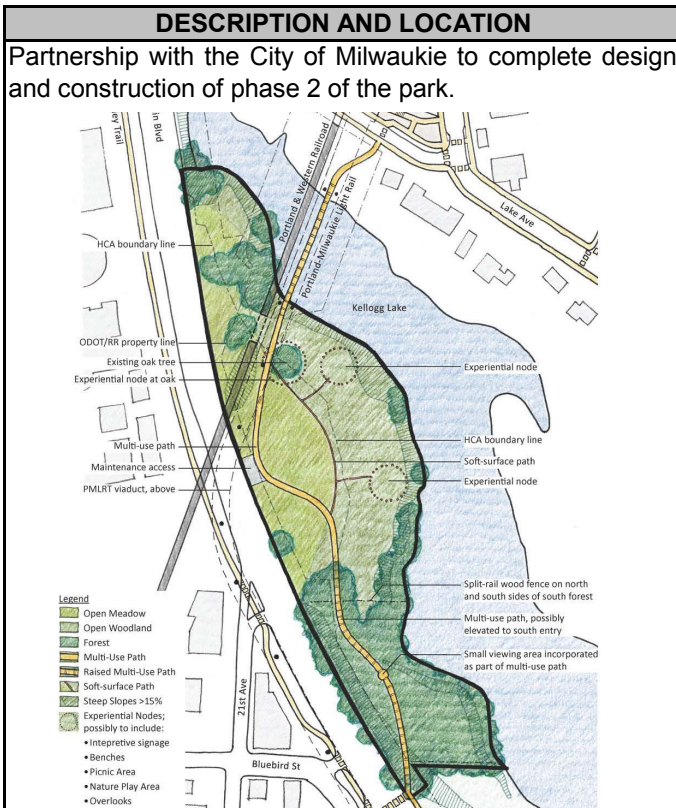 DESCRIPTION AND LOCATION
Partnership with the City of Milwaukie to complete design
and construction of phase 2 of the park.
ey Trail
in Blvd
Portland & Western Railroad
Portland-Milwaukie Light Rail
Lake Ave
HCA boundary line
Kellogg Lake
ODOT/RR property line
Existing oak tree
Experiential node at oak
Experiential node
Multi-use path
Maintenance access
PMLRT viaduct, above
HCA boundary line
Soft-surface path
Experiential node
Split-rail wood fence on north
and south sides of south forest
Multi-use path, possibly
elevated to south entry
Small viewing area incorporated
as part of multi-use path
Legend
Open Meadow
Open Woodland
Forest
Multi-Use Path
Raised Multi-Use Path
Soft-surface Path
Steep Slopes >15%
Experiential Nodes;
possibly to include:
• Intepretive signage
• Benches
• Picnic Area
• Nature Play Area
• Overlooks
21st Ave
Bluebird St